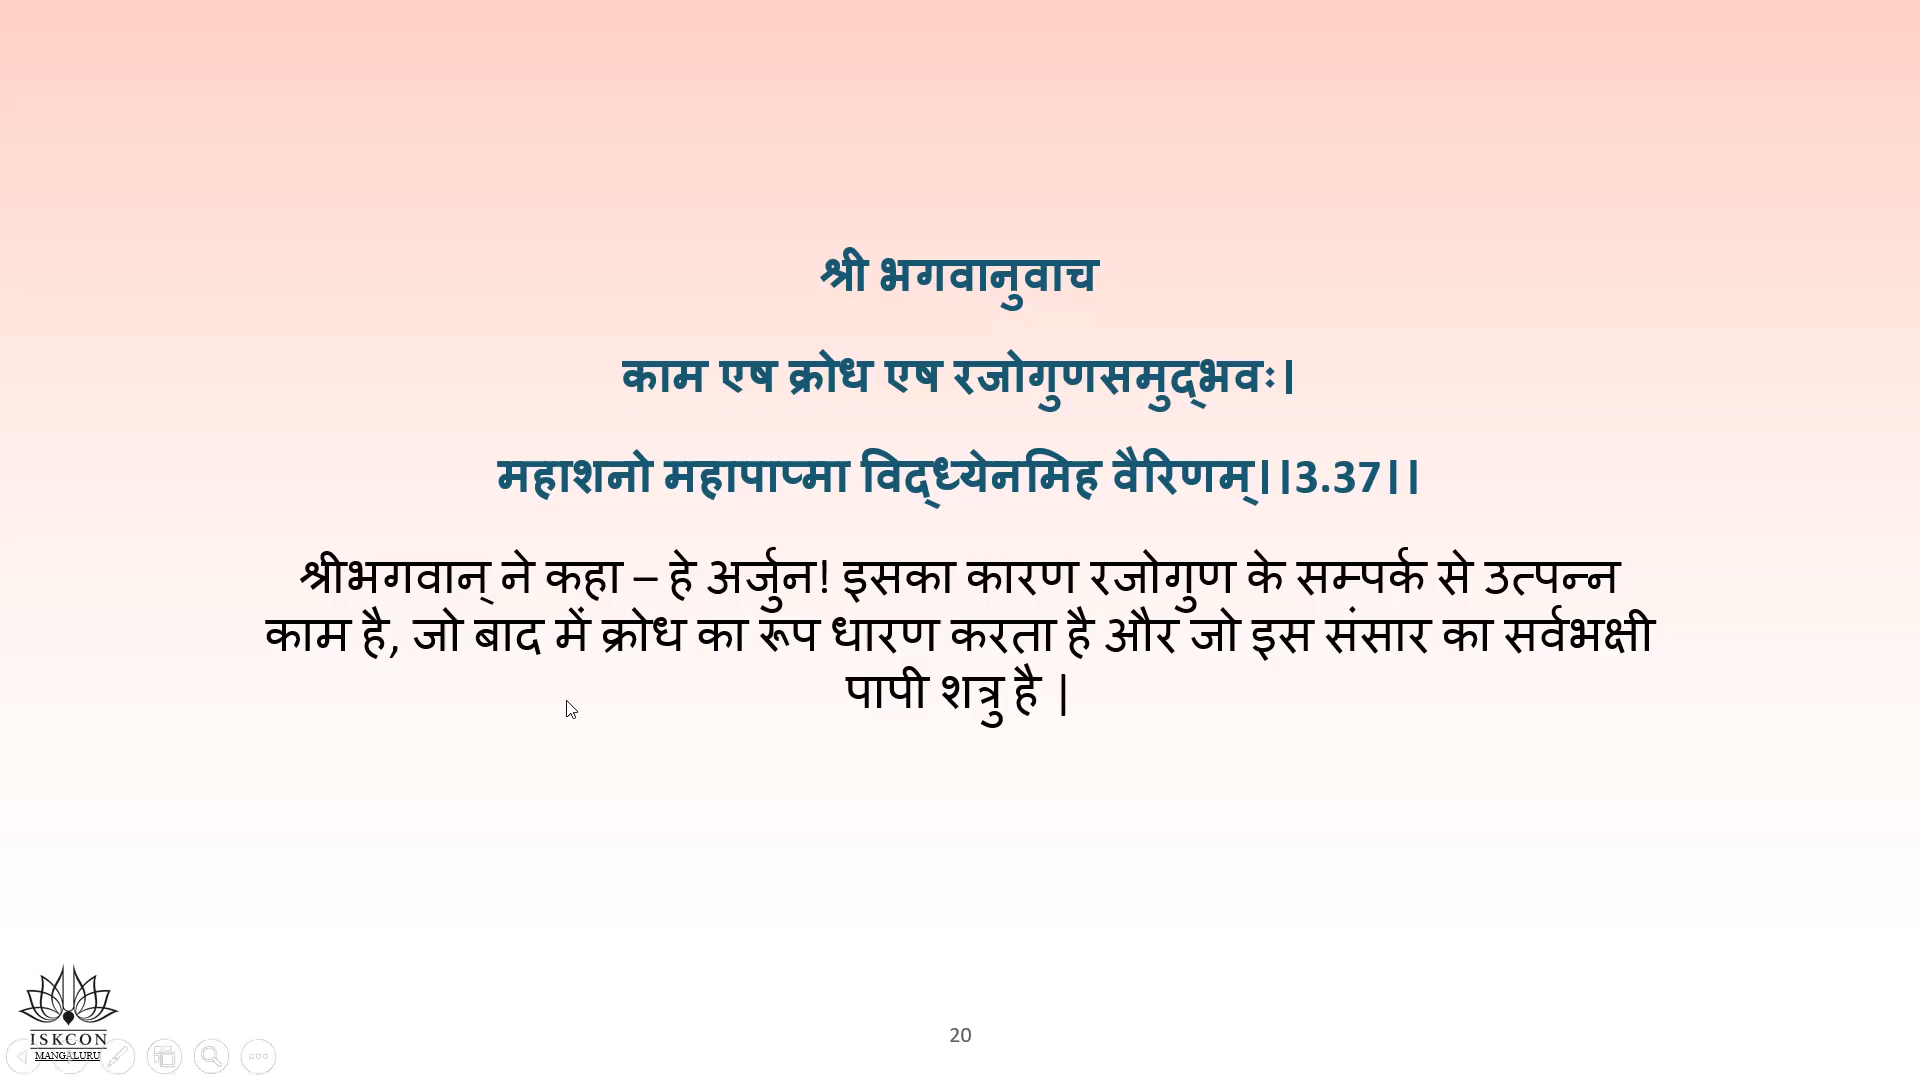 श्री भगवानुवाच
काम एष क्रोध एष रजोगुणसमुद्भवः।
महाशनो महापाप्मा विद्ध्येनमिह वैरिणम्।।3.37।।
श्रीभगवान् ने कहा – हे अर्जुन! इसका कारण रजोगुण के सम्पर्क से उत्पन्न
काम है, जो बाद में क्रोध का रूप धारण करता है और जो इस संसार का सर्वभक्षी
पापी शत्रु है |
ISKCON
MANGALURU
20